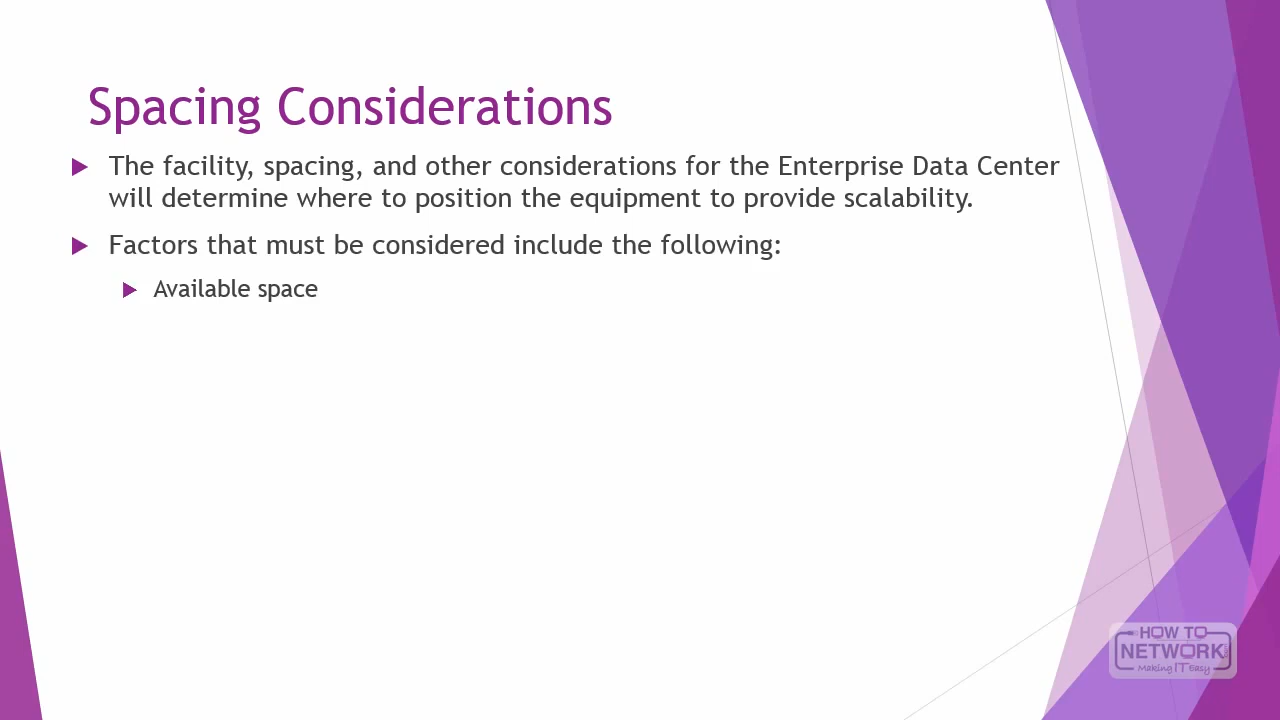 Spacing Considerations
The facility, spacing, and other considerations for the Enterprise Data Center
will determine where to position the equipment to provide scalability.
Factors that must be considered include the following:
Available space
HOW TO
NETWORK
Making IT Easy